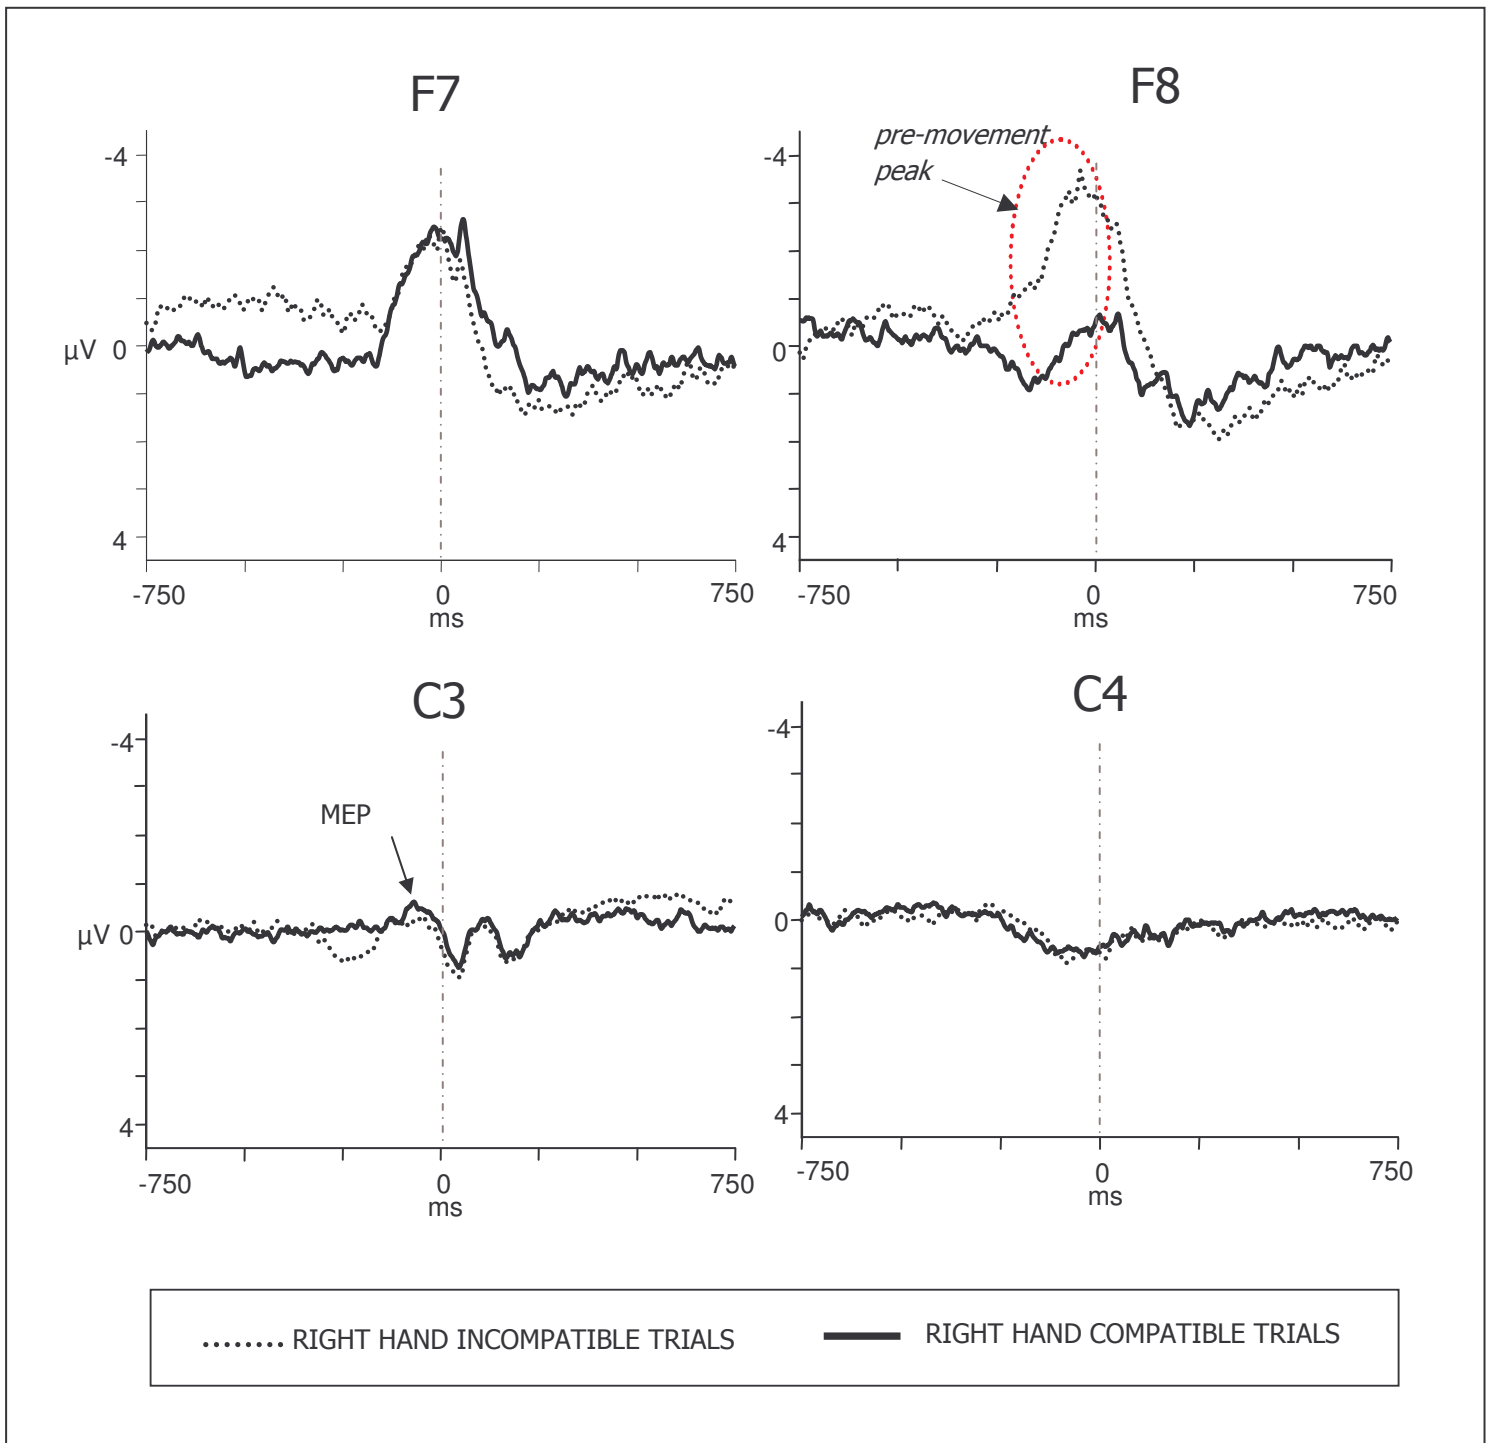 F7
F8
-4
μV 0
4
-750 0 750
ms
pre-movement
peak
-4
0
4
-750 0 750
ms
C3
C4
-4
MEP
μV 0
4
-750 0 750
ms
-4
0
4
-750 0 750
ms
RIGHT HAND INCOMPATIBLE TRIALS
RIGHT HAND COMPATIBLE TRIALS